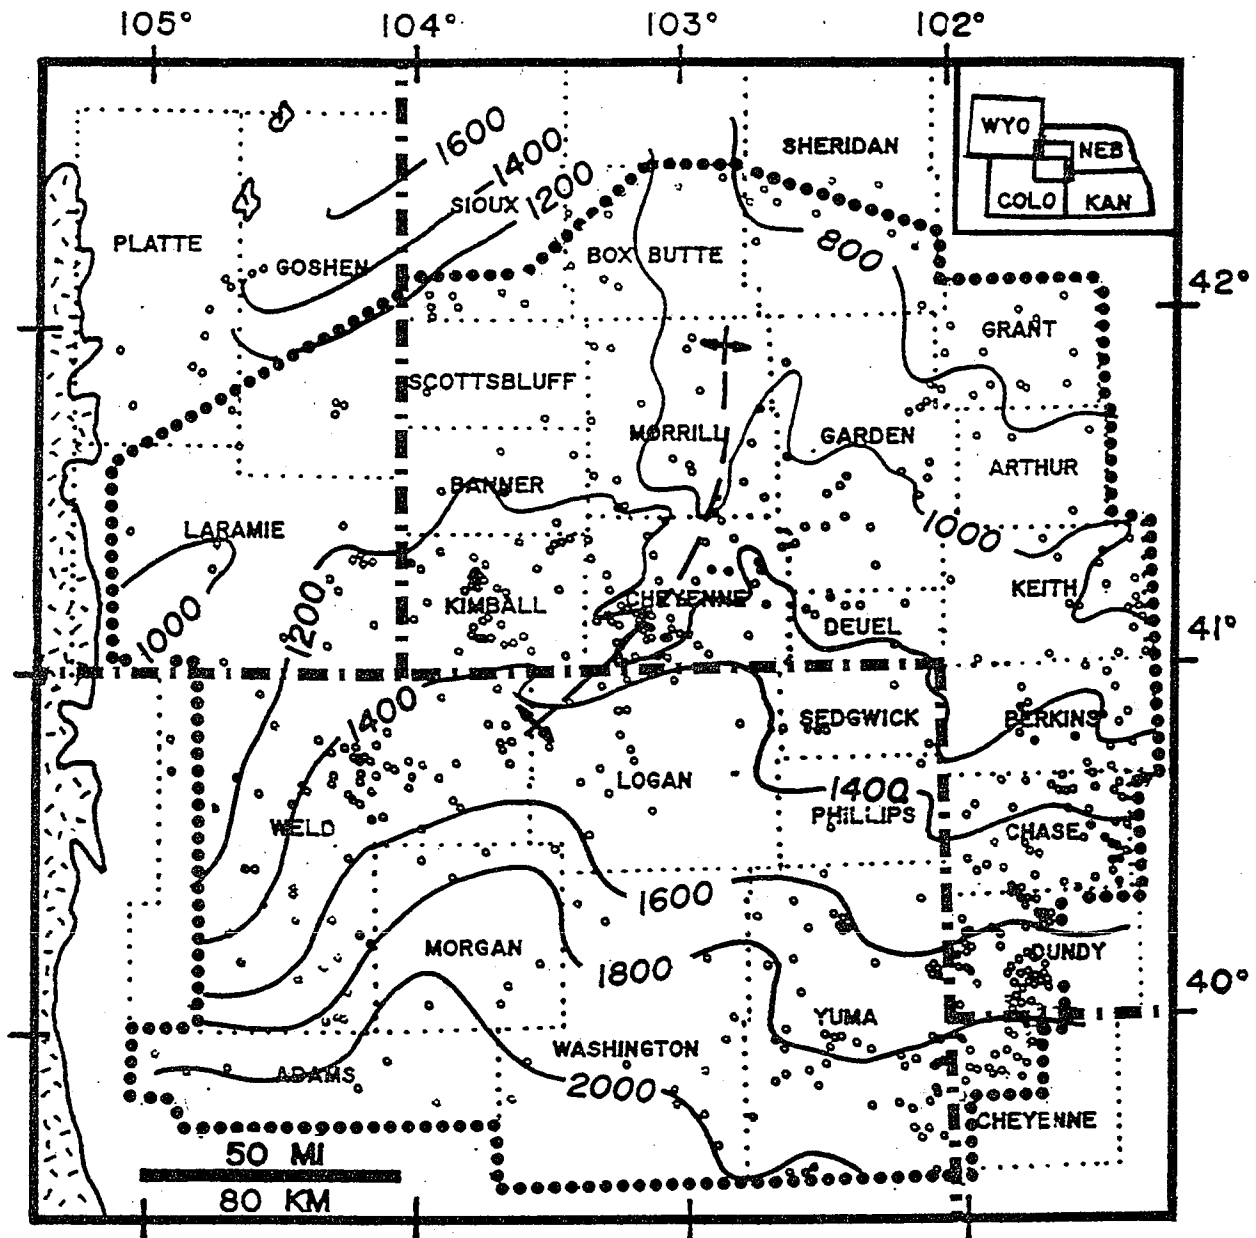 105° 104° 103° 102°
WYO
NEB
COLO
KAN
1600
1400
1200
SHERIDAN
SIOUX
PLATTE
GOSHEN
BOX BUTTE
800
42°
GRANT
SCOTTSBLUFF
MORRILL
GARDEN
ARTHUR
BANNER
LARAMIE
1000
KEITH
KIMBALL
CHEYENNE
DEUEL
41°
1000
1200
1400
SEDGWICK
BERKINS
LOGAN
1400
PHILLIPS
WELD
CHASE
1600
MORGAN
1800
DUNDY
40°
YUMA
WASHINGTON
ADAMS
2000
CHEYENNE
50 MI
80 KM